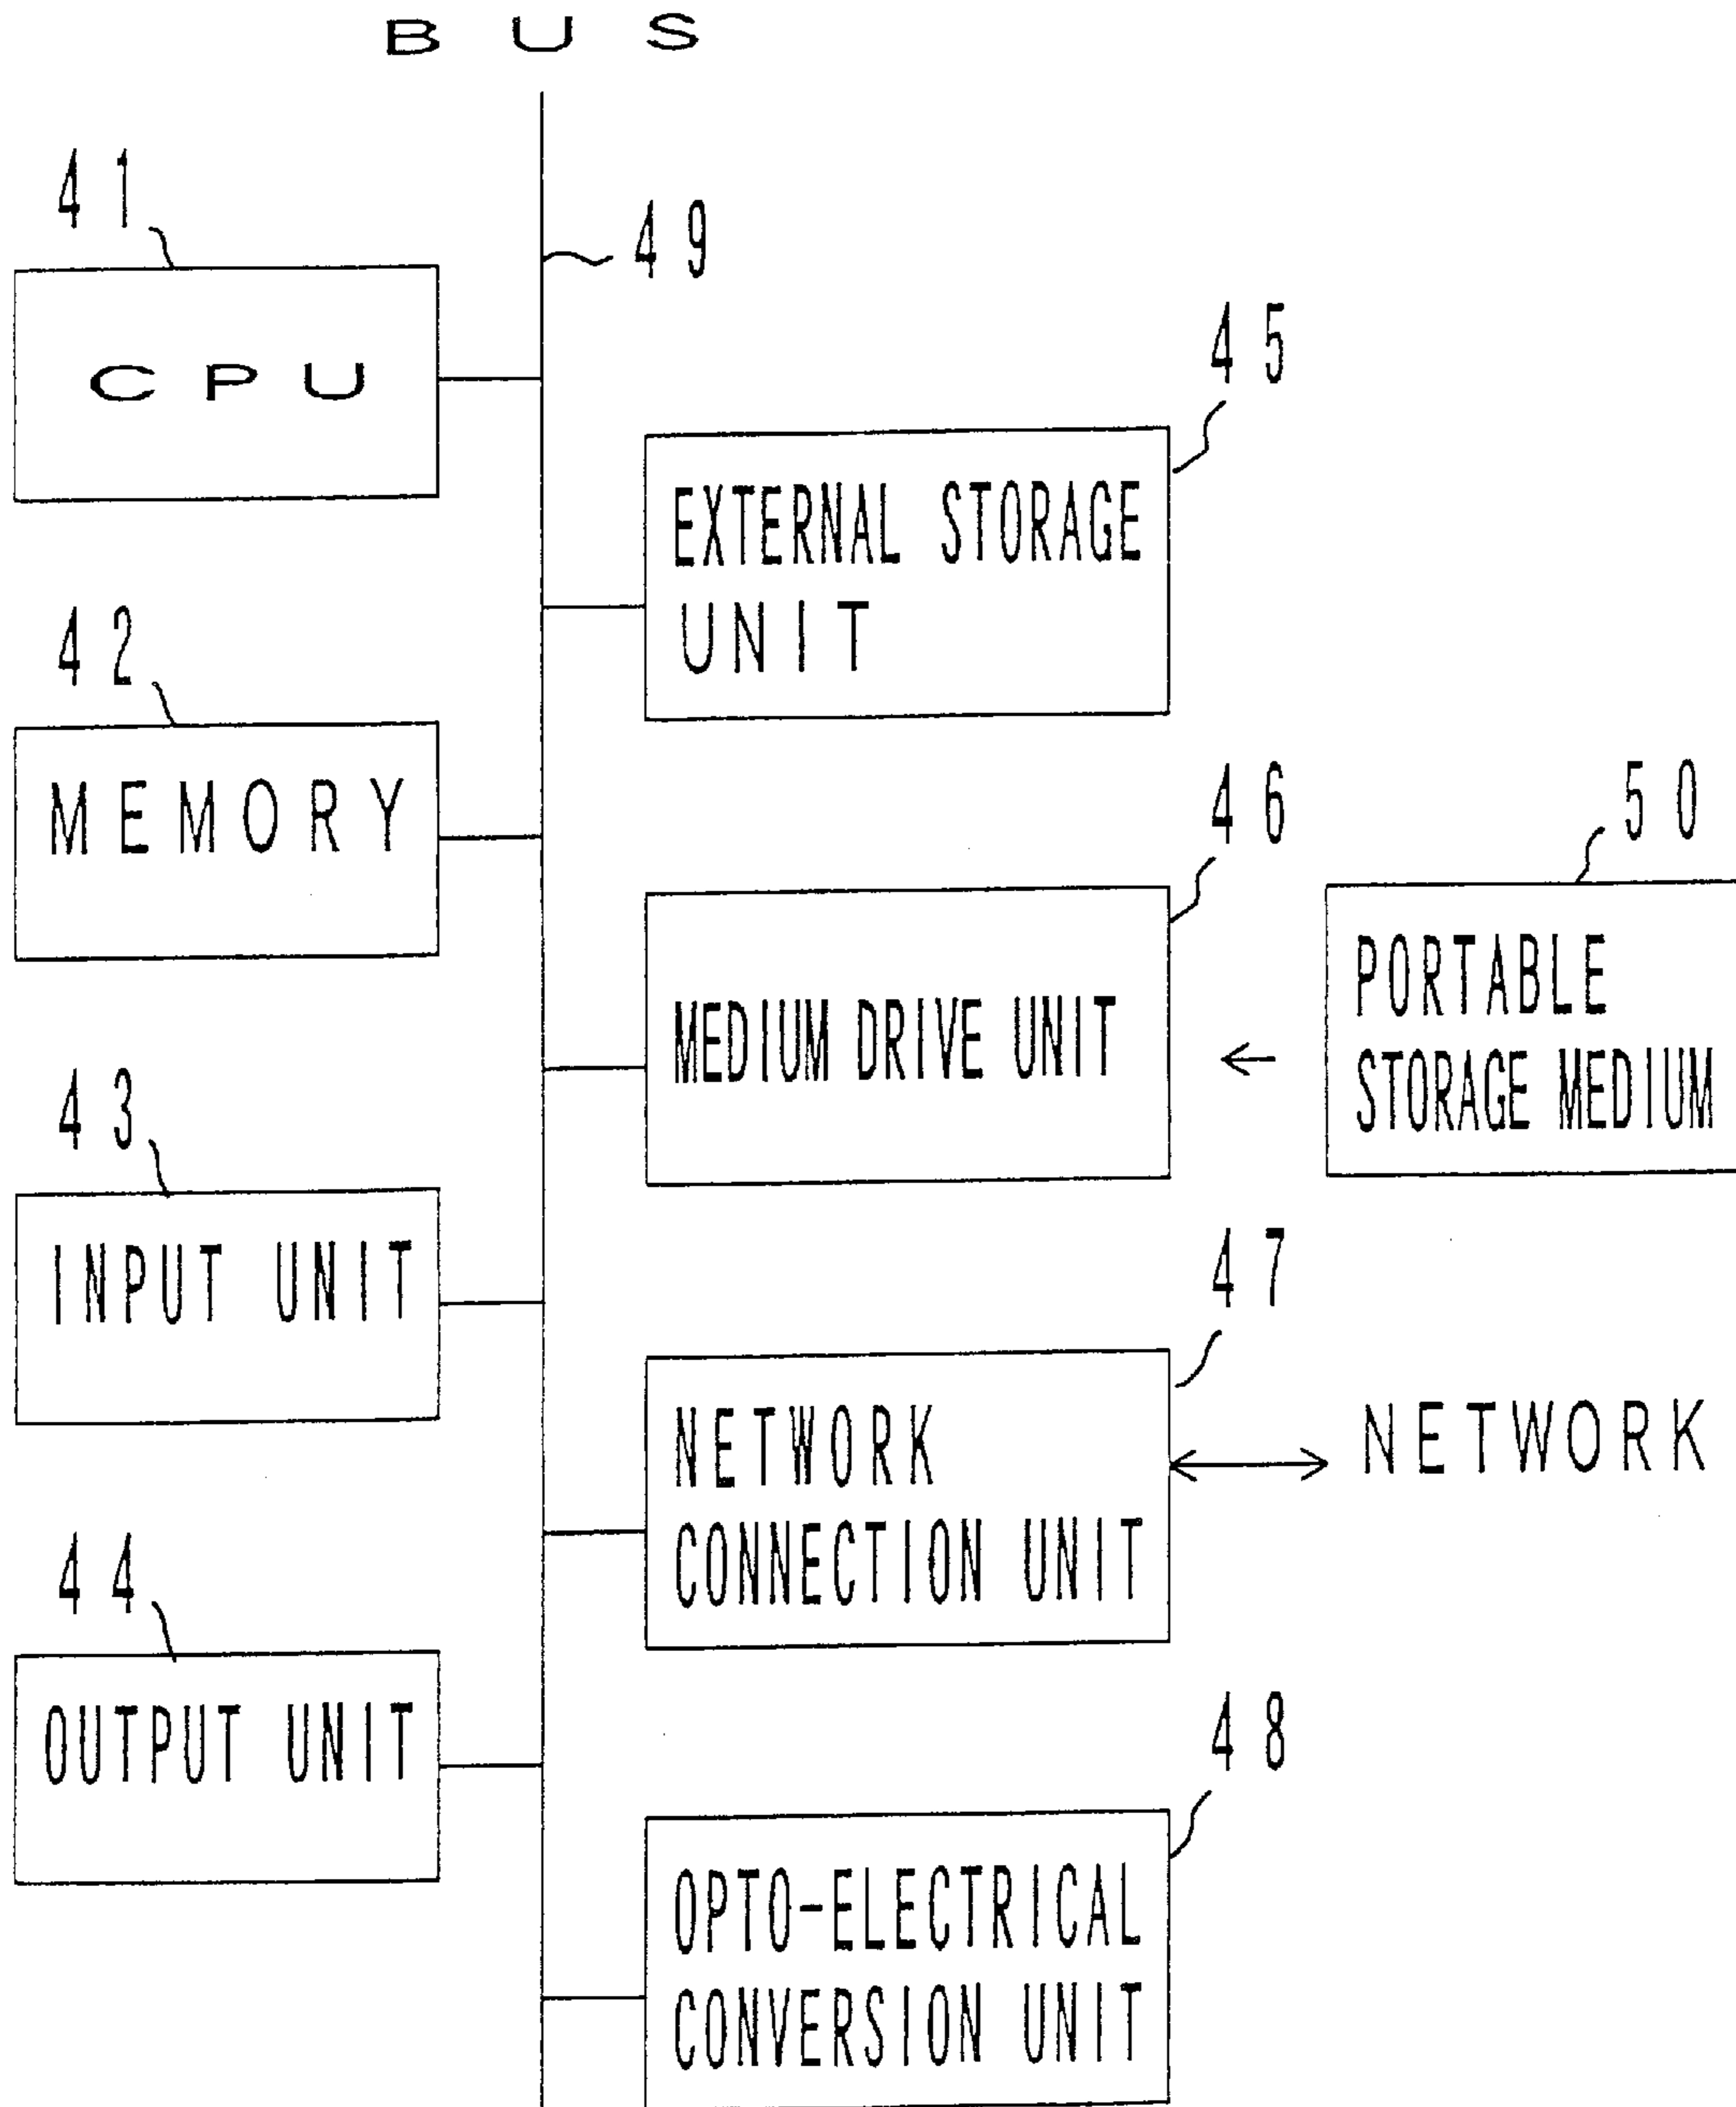 BUS
41
49
CPU
45
EXTERNAL STORAGE
UNIT
42
MEMORY
46
50
MEDIUM DRIVE UNIT
PORTABLE
STORAGE MEDIUM
43
INPUT UNIT
47
NETWORK
CONNECTION UNIT
NETWORK
44
OUTPUT UNIT
48
OPTO-ELECTRICAL
CONVERSION UNIT